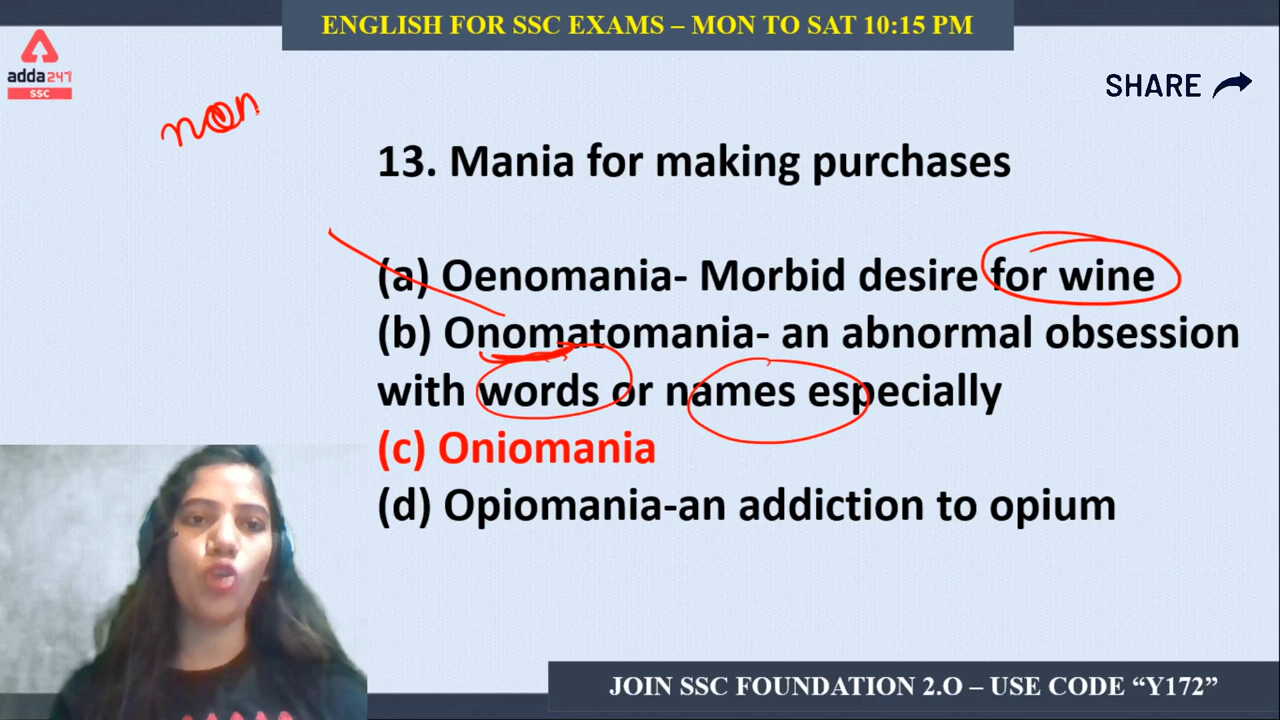 ENGLISH FOR SSC EXAMS – MON TO SAT 10:15 PM
adda247
SSC
SHARE
13. Mania for making purchases
(a) Oenomania- Morbid desire for wine
(b) Onomatomania- an abnormal obsession
with words or names especially
(c) Oniomania
(d) Opiomania-an addiction to opium
JOIN SSC FOUNDATION 2.O – USE CODE “Y172”